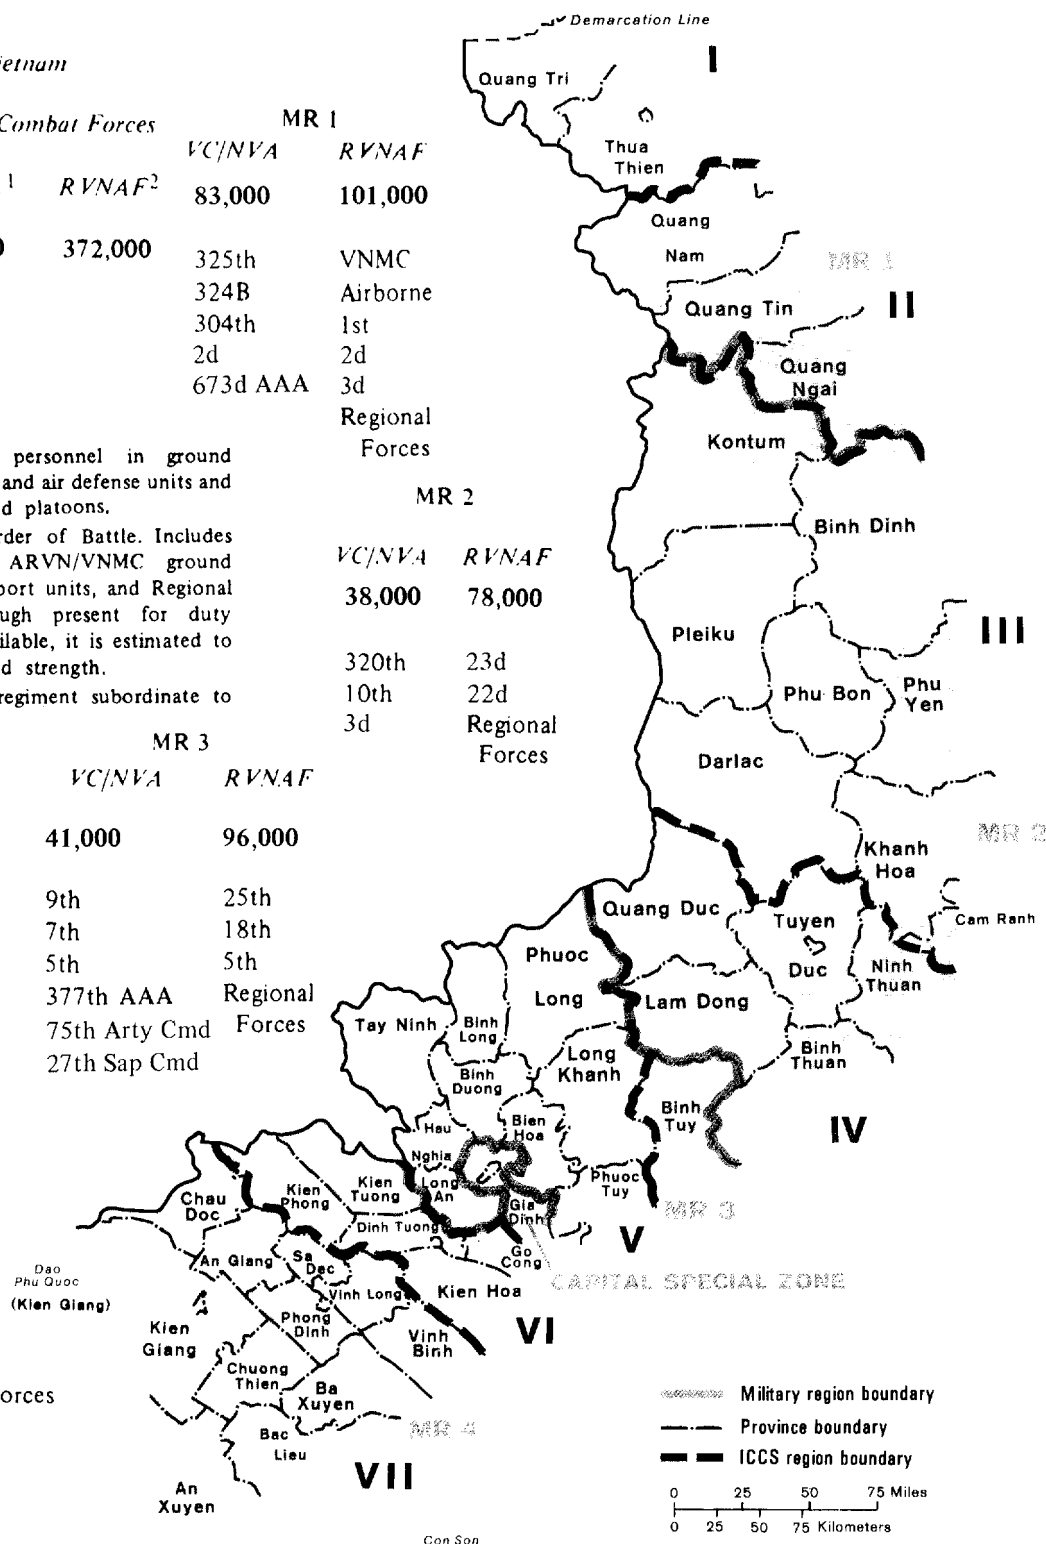 Demarcation Line
I
Combat Forces
1 RVNAF2
372,000
MR 1
VC/NVA RVNAF
83,000 101,000
325th VNMC
324B Airborne
304th 1st
2d 2d
673d AAA 3d
Regional
Forces
personnel in ground
and air defense units and
d platoons.
rder of Battle. Includes
ARVN/VNMC ground
port units, and Regional
ugh present for duty
ilable, it is estimated to
d strength.
regiment subordinate to
MR 2
VC/NVA RVNAF
38,000 78,000
320th 23d
10th 22d
3d Regional
Forces
MR 3
VC/NVA RVNAF
41,000 96,000
9th 25th
7th 18th
5th 5th
377th AAA Regional
75th Arty Cmd Forces
27th Sap Cmd
Quang Tri
Thua
Thien
Quang
Nam
MR 1
II
Quang Tin
Quang
Ngai
Kontum
Binh Dinh
III
Pleiku
Phu Bon
Phu
Yen
Darlac
MR 2
Khanh
Hoa
Cam Ranh
Quang Duc
Tuyen
Duc
Ninh
Thuan
Phuoc
Long
Lam Dong
Binh
Thuan
Tay Ninh
Binh
Long
Long
Khanh
Binh
Duong
Binh
Tuy
IV
Hau
Nghia
Bien
Hoa
Phuoc
Tuy
MR 3
Long
An
Gia
Dinh
V
Kien
Tuong
Kien
Phong
Chau
Doc
Dinh Tuong
Go
Cong
CAPITAL SPECIAL ZONE
An Giang
Sa
Dec
Kien Hoa
Vinh Long
VI
Dao
Phu Quoc
(Kien Giang)
Kien
Giang
Phong
Dinh
Vinh
Binh
Chuong
Thien
Ba
Xuyen
orces
MR 4
Bac
Lieu
VII
An
Xuyen
Con Son
Military region boundary
Province boundary
ICCS region boundary
0 25 50 75 Miles
0 25 50 75 Kilometers